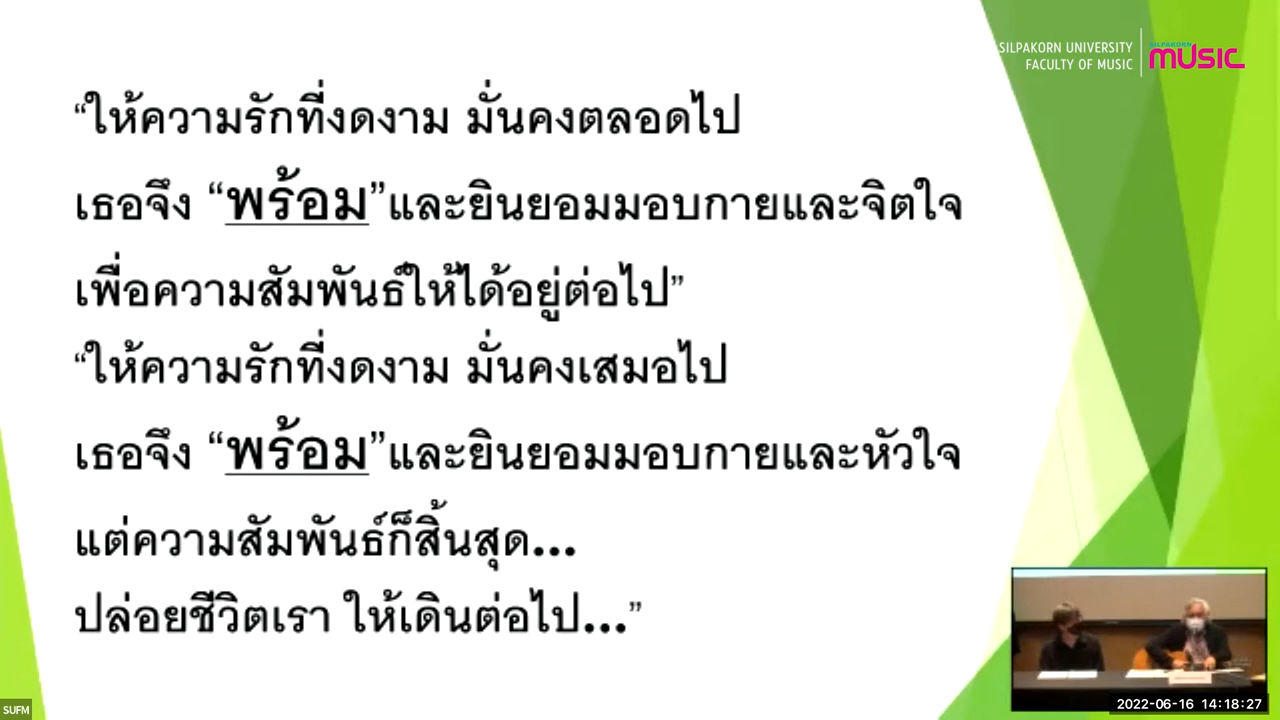 SILPAKORN UNIVERSITY
FACULTY OF MUSIC
SILPAKORN
MUSIC
“ให้ความรักที่งดงาม มั่นคงตลอดไป
เธอจึง “พร้อม”และยินยอมมอบกายและจิตใจ
เพื่อความสัมพันธ์ให้ได้อยู่ต่อไป”
“ให้ความรักที่งดงาม มั่นคงเสมอไป
เธอจึง “พร้อม”และยินยอมมอบกายและหัวใจ
แต่ความสัมพันธ์ก็สิ้นสุด...
ปล่อยชีวิตเรา ให้เดินต่อไป...”
SUFM
2022-06-16 14:18:27